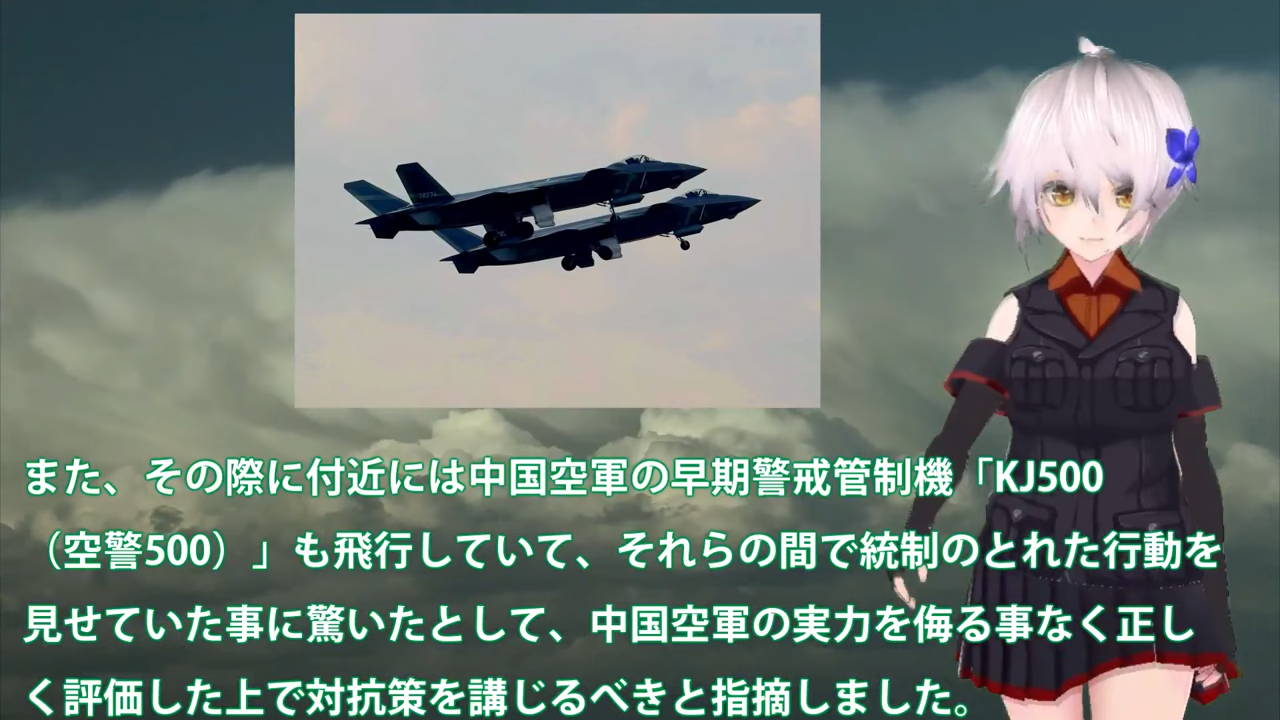 また、その際に付近には中国空軍の早期警戒管制機「KJ500
（空警500）」も飛行していて、それらの間で統制のとれた行動を
見せていた事に驚いたとして、中国空軍の実力を侮る事なく正し
く評価した上で対抗策を講じるべきと指摘しました。